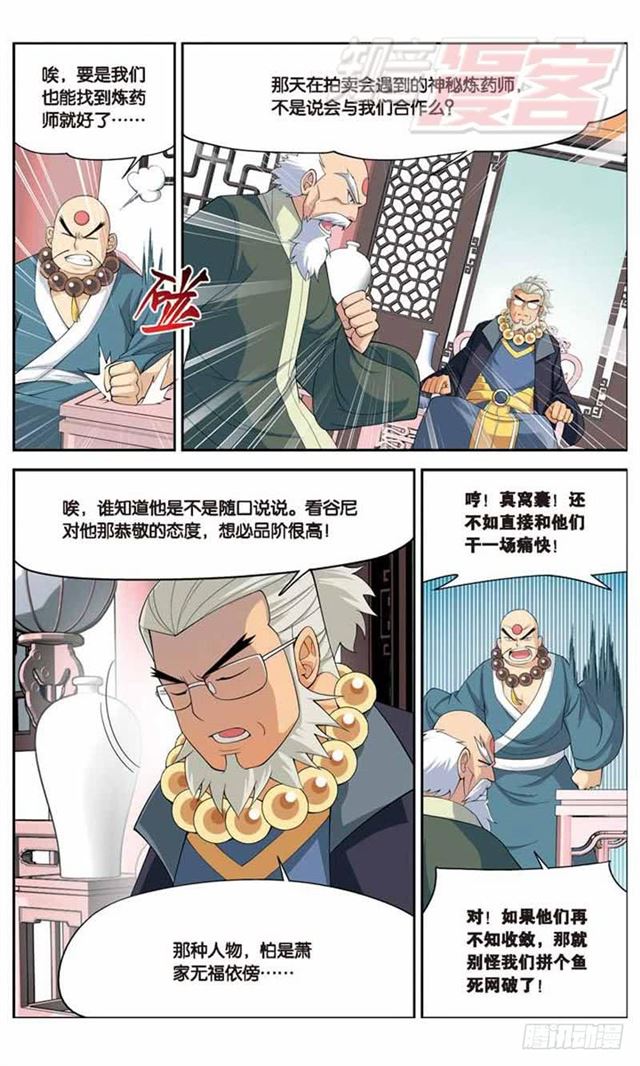 知音漫客
唉，要是我们
也能找到炼药
师就好了……
那天在拍卖会遇到的神秘炼药师，
不是说会与我们合作么？
碰
唉，谁知道他是不是随口说说。看谷尼
对他那恭敬的态度，想必品阶很高！
哼！真窝囊！还
不如直接和他们
干一场痛快！
那种人物，怕是萧
家无福依傍……
对！如果他们再
不知收敛，那就
别怪我们拼个鱼
死网破了！
腾讯动漫